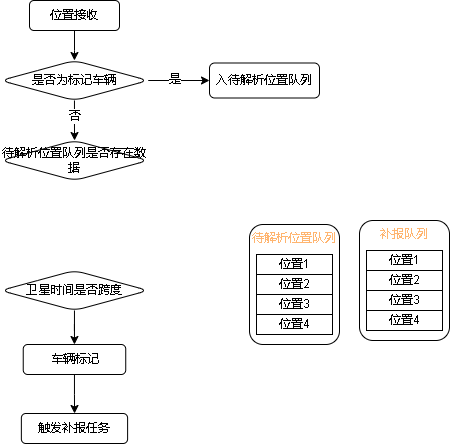 位置接收
是否为标记车辆
是
入待解析位置队列
否
待解析位置队列是否存在数
据
待解析位置队列
位置1
位置2
位置3
位置4
补报队列
位置1
位置2
位置3
位置4
卫星时间是否跨度
车辆标记
触发补报任务